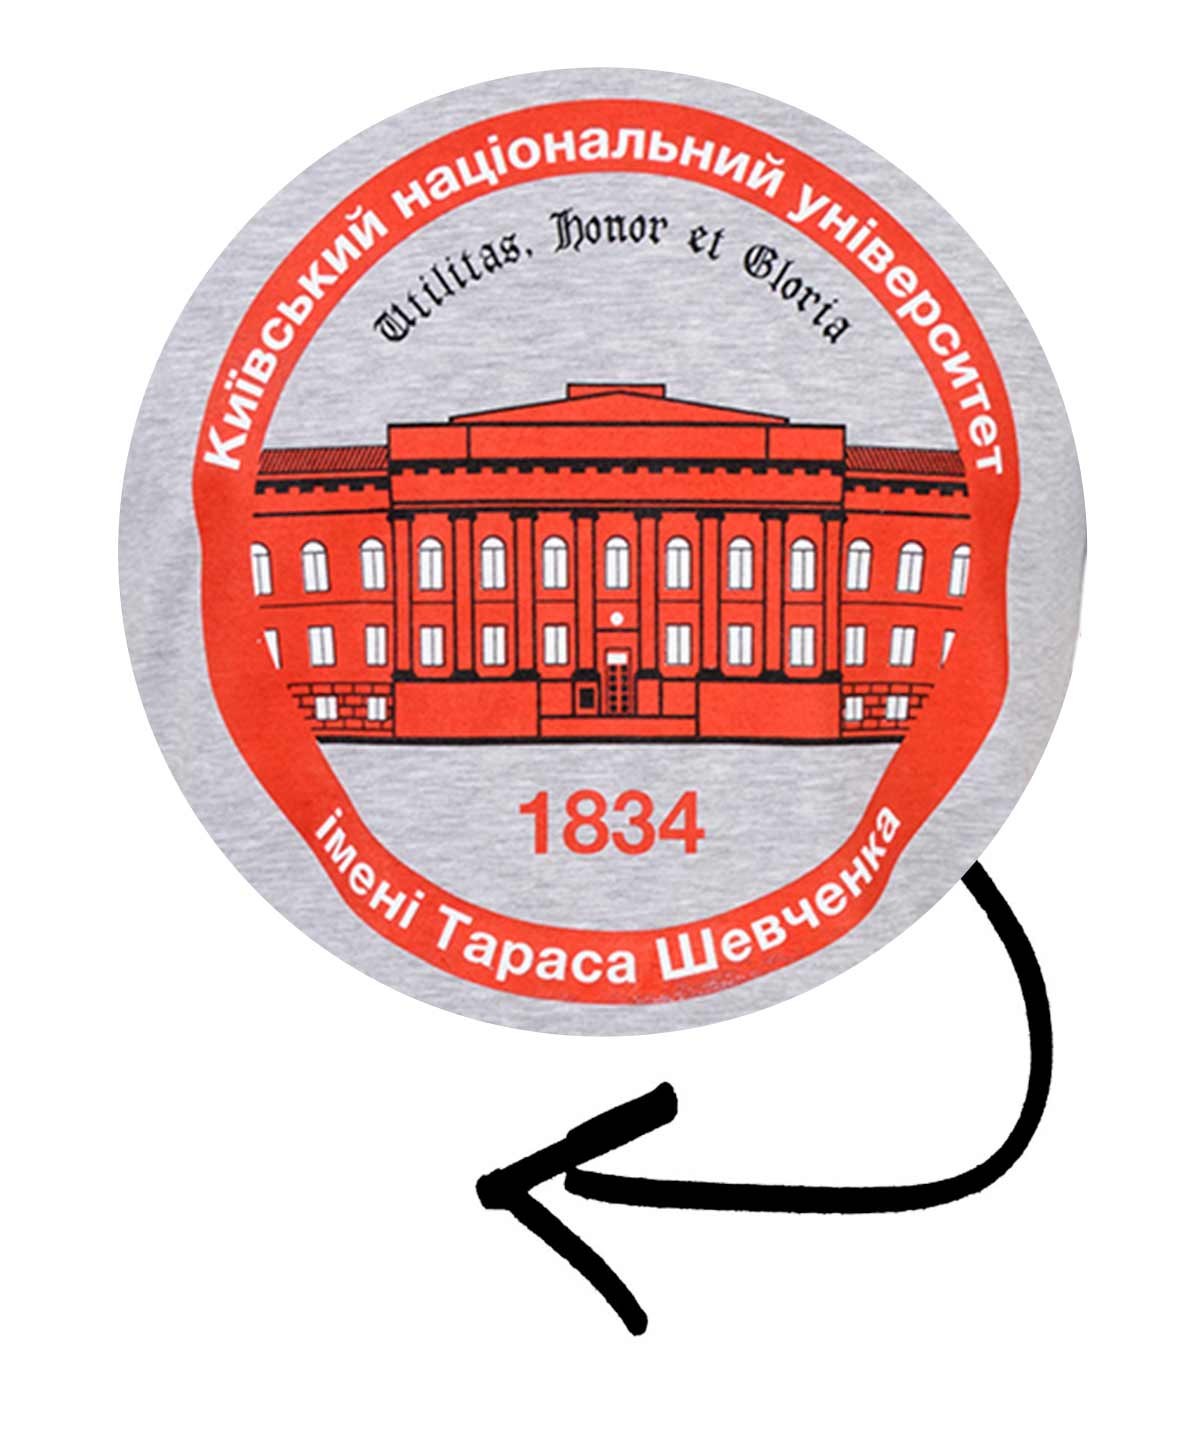 Київський національний університет
Utilitas, Honor et Gloria
1834
імені Тараса Шевченка